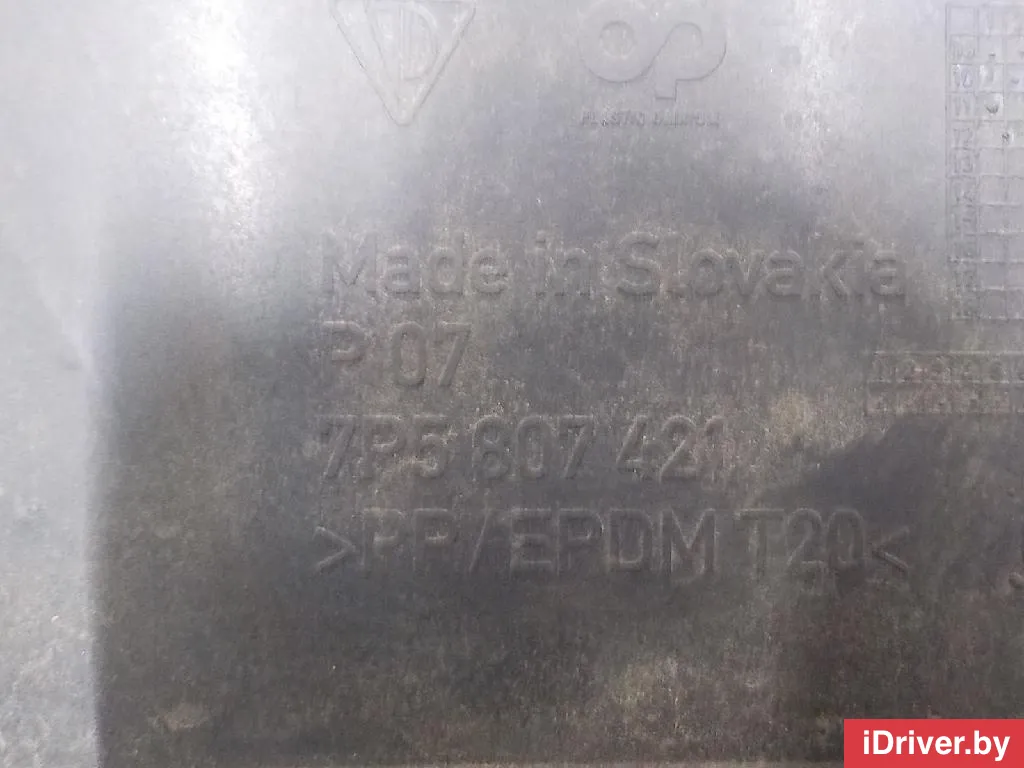 Made in Slovakia
P 07
7P5 807 421
>PP/EPDM T20<
iDriver.by